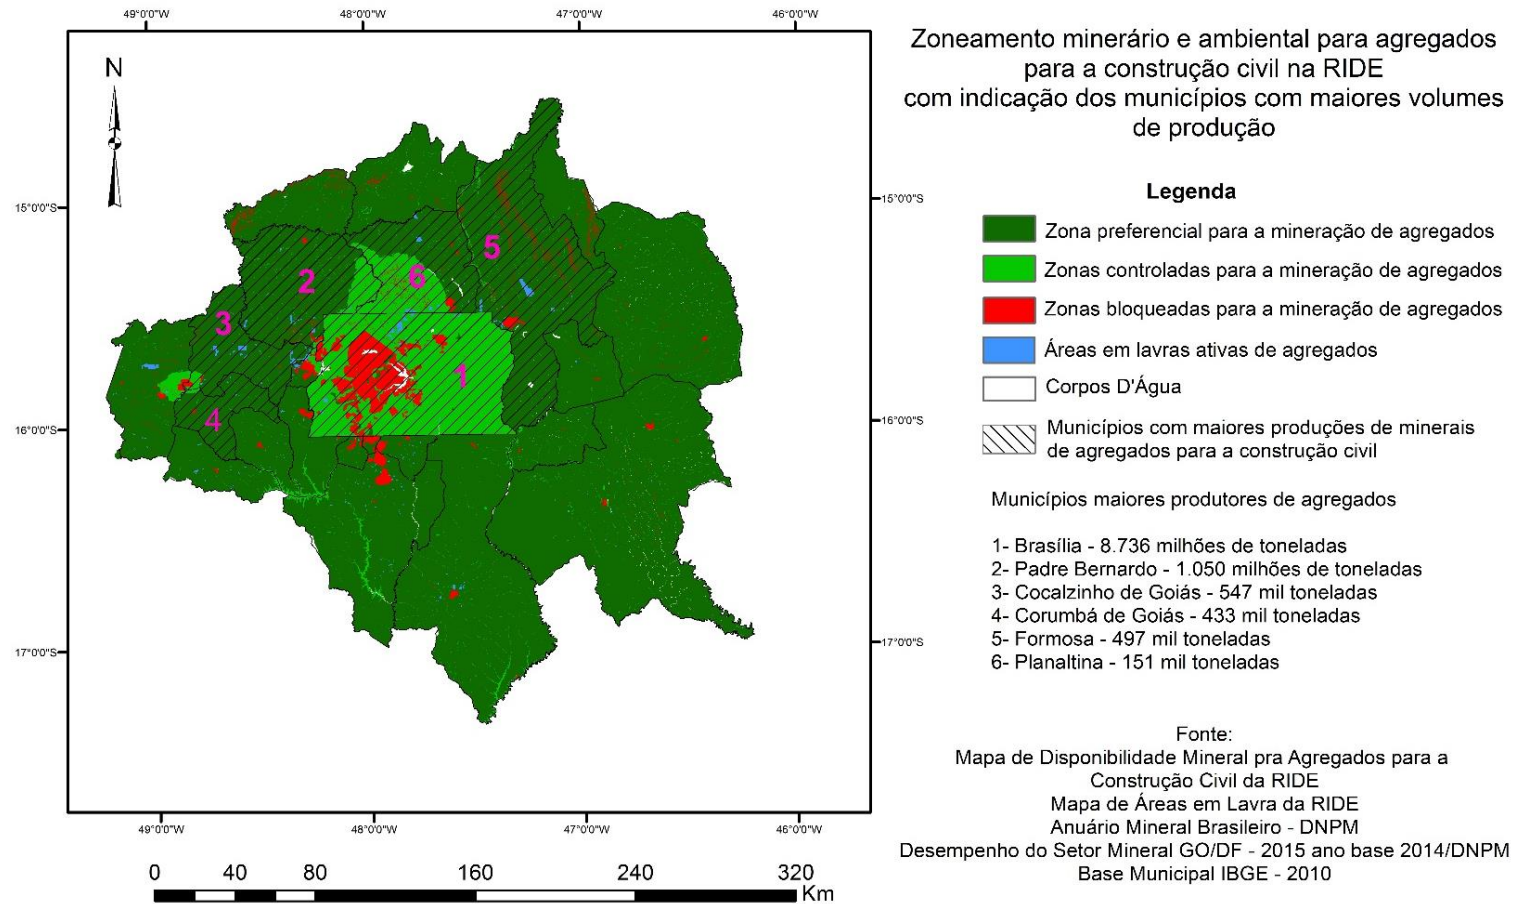 Zoneamento minerário e ambiental para agregados
para a construção civil na RIDE
com indicação dos municípios com maiores volumes
de produção
49°0'0"W
48°0'0"W
47°0'0"W
46°0'0"W
N
15°0'0"S
16°0'0"S
17°0'0"S
15°0'0"S
16°0'0"S
17°0'0"S
5
2
6
3
1
4
49°0'0"W
48°0'0"W
47°0'0"W
46°0'0"W
0 40 80 160 240 320
Km
Legenda
Zona preferencial para a mineração de agregados
Zonas controladas para a mineração de agregados
Zonas bloqueadas para a mineração de agregados
Áreas em lavras ativas de agregados
Corpos D'Água
Municípios com maiores produções de minerais
de agregados para a construção civil
Municípios maiores produtores de agregados
1- Brasília - 8.736 milhões de toneladas
2- Padre Bernardo - 1.050 milhões de toneladas
3- Cocalzinho de Goiás - 547 mil toneladas
4- Corumbá de Goiás - 433 mil toneladas
5- Formosa - 497 mil toneladas
6- Planaltina - 151 mil toneladas
Fonte:
Mapa de Disponibilidade Mineral pra Agregados para a
Construção Civil da RIDE
Mapa de Áreas em Lavra da RIDE
Anuário Mineral Brasileiro - DNPM
Desempenho do Setor Mineral GO/DF - 2015 ano base 2014/DNPM
Base Municipal IBGE - 2010